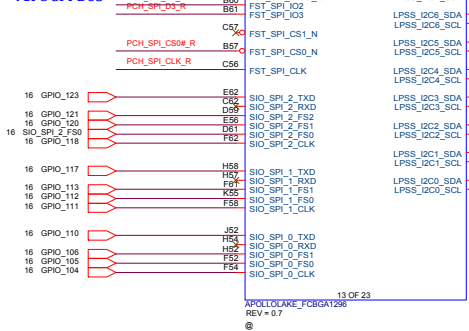 PCH_SPI_D3_R B61 FST_SPI_IO3 LPSS_I2C6_SDA
C57 FST_SPI_CS1_N LPSS_I2C6_SCL
PCH_SPI_CS0#_R B57 FST_SPI_CS0_N LPSS_I2C5_SDA
LPSS_I2C5_SCL
PCH_SPI_CLK_R C56 FST_SPI_CLK LPSS_I2C4_SDA
LPSS_I2C4_SCL
16 GPIO_123 E62 SIO_SPI_2_TXD LPSS_I2C3_SDA
C62 SIO_SPI_2_RXD LPSS_I2C3_SCL
16 GPIO_121 D59 SIO_SPI_2_FS2
16 GPIO_120 E56 SIO_SPI_2_FS1 LPSS_I2C2_SDA
16 SIO_SPI_2_FS0 D61 SIO_SPI_2_FS0 LPSS_I2C2_SCL
16 GPIO_118 F62 SIO_SPI_2_CLK
LPSS_I2C1_SDA
LPSS_I2C1_SCL
16 GPIO_117 H58 SIO_SPI_1_TXD
H57 SIO_SPI_1_RXD LPSS_I2C0_SDA
16 GPIO_113 F61 SIO_SPI_1_FS1 LPSS_I2C0_SCL
16 GPIO_112 K55 SIO_SPI_1_FS0
16 GPIO_111 F58 SIO_SPI_1_CLK
16 GPIO_110 J52 SIO_SPI_0_TXD
H54 SIO_SPI_0_RXD
16 GPIO_106 H52 SIO_SPI_0_FS1
16 GPIO_105 F52 SIO_SPI_0_FS0
16 GPIO_104 F54 SIO_SPI_0_CLK
13 OF 23
APOLLOLAKE_FCBGA1296
REV = 0.7
@